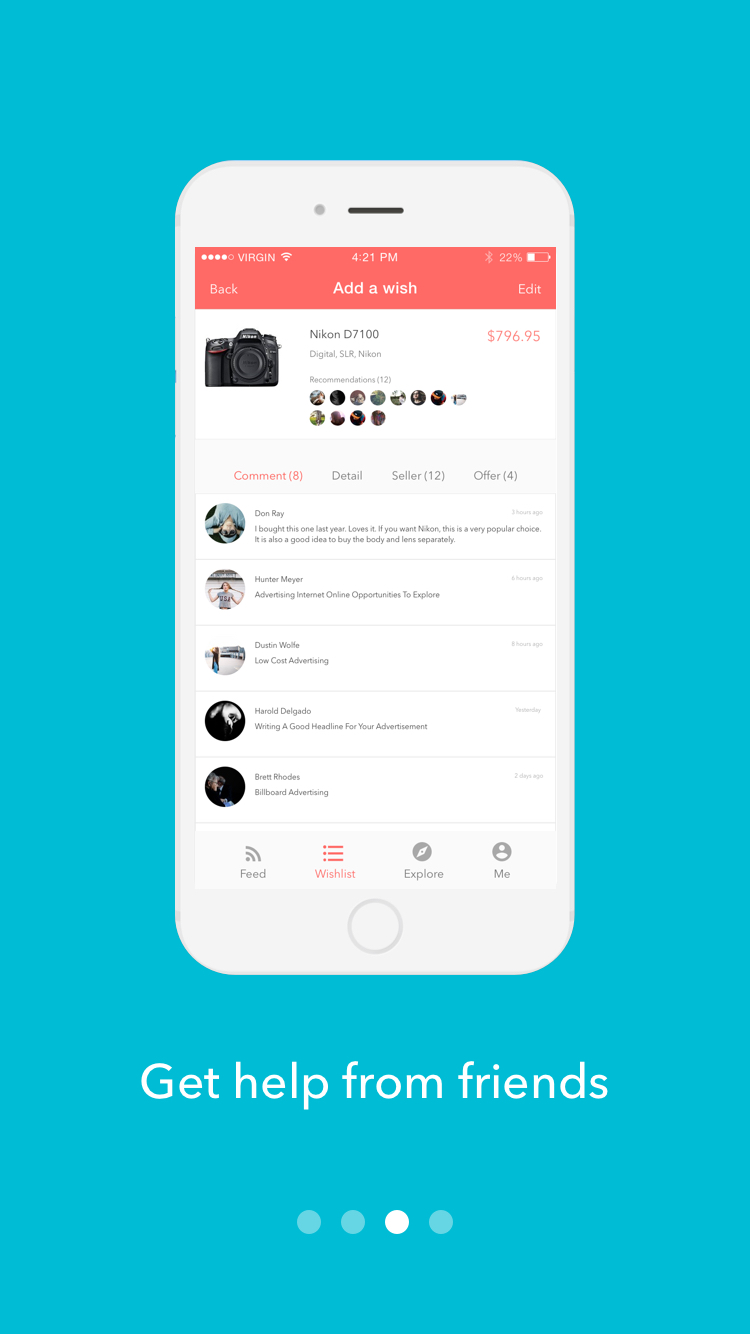 VIRGIN 4:21 PM 22%
Back Add a wish Edit
Nikon
Nikon D7100 $796.95
Digital, SLR, Nikon
Recommendations (12)
Comment (8) Detail Seller (12) Offer (4)
Don Ray 3 hours ago
I bought this one last year. Loves it. If you want Nikon, this is a very popular choice.
It is also a good idea to buy the body and lens separately.
Hunter Meyer 6 hours ago
Advertising Internet Online Opportunities To Explore
USA
Dustin Wolfe 8 hours ago
Low Cost Advertising
Harold Delgado Yesterday
Writing A Good Headline For Your Advertisement
Brett Rhodes 2 days ago
Billboard Advertising
Feed Wishlist Explore Me
Get help from friends